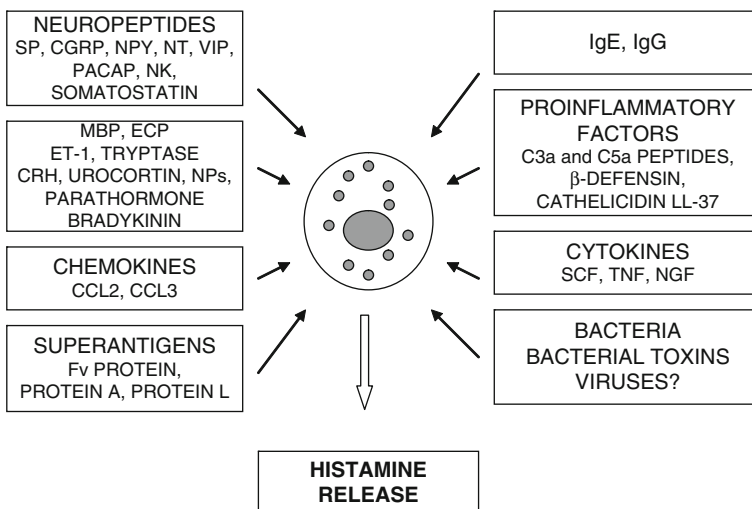 NEUROPEPTIDES
SP, CGRP, NPY, NT, VIP,
PACAP, NK,
SOMATOSTATIN
MBP, ECP
ET-1, TRYPTASE
CRH, UROCORTIN, NPs,
PARATHORMONE
BRADYKININ
CHEMOKINES
CCL2, CCL3
SUPERANTIGENS
Fv PROTEIN,
PROTEIN A, PROTEIN L
IgE, IgG
PROINFLAMMATORY
FACTORS
C3a and C5a PEPTIDES,
β-DEFENSIN,
CATHELICIDIN LL-37
CYTOKINES
SCF, TNF, NGF
BACTERIA
BACTERIAL TOXINS
VIRUSES?
HISTAMINE
RELEASE